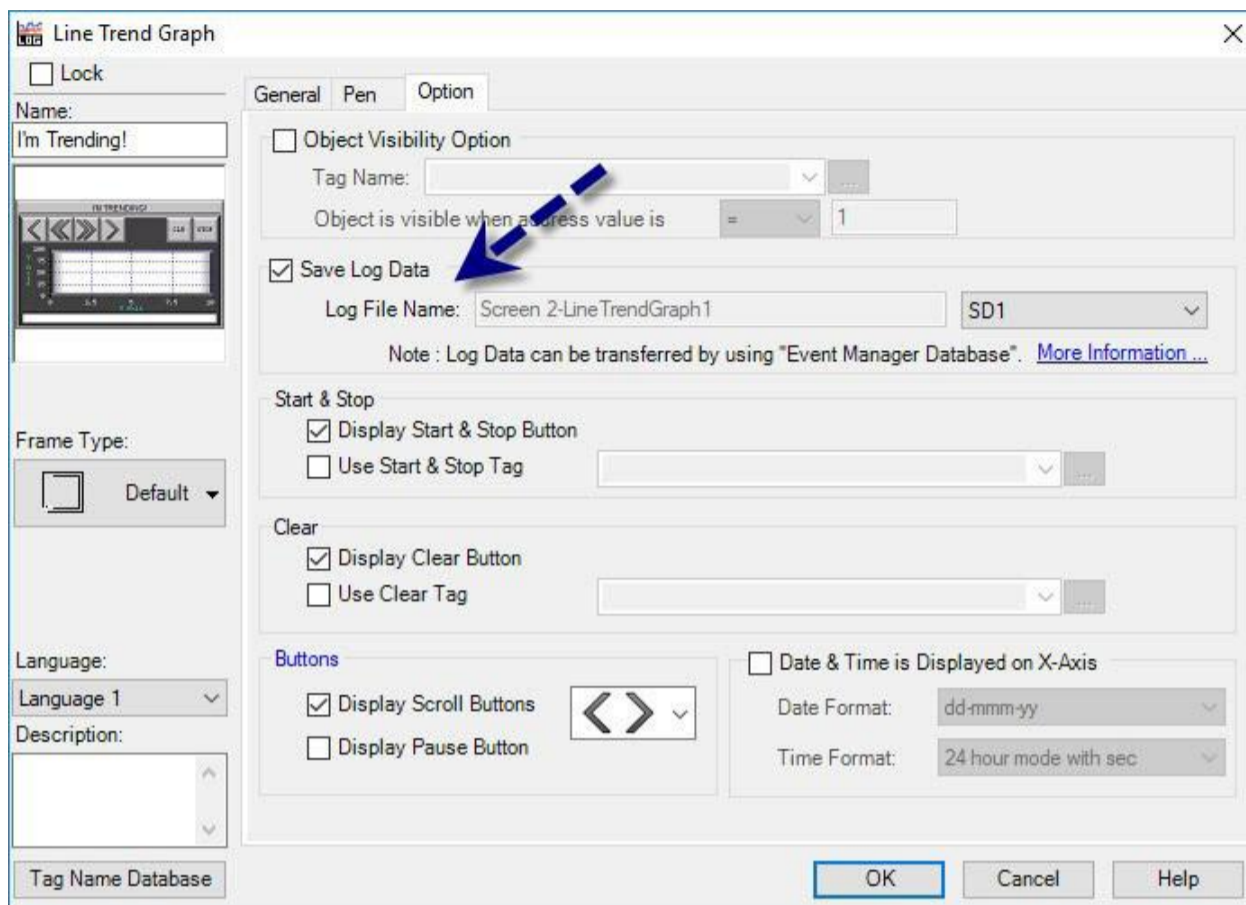 Line Trend Graph
Lock
Name:
I'm Trending!
I'M TRENDING!
Frame Type:
Default
Language:
Language 1
Description:
Tag Name Database
General Pen Option
Object Visibility Option
Tag Name:
...
Object is visible when address value is = 1
Save Log Data
Log File Name: Screen 2-LineTrendGraph1 SD1
Note : Log Data can be transferred by using "Event Manager Database". More Information ...
Start & Stop
Display Start & Stop Button
Use Start & Stop Tag ...
Clear
Display Clear Button
Use Clear Tag ...
Buttons
Display Scroll Buttons
Display Pause Button
Date & Time is Displayed on X-Axis
Date Format: dd-mmm-yy
Time Format: 24 hour mode with sec
OK Cancel Help